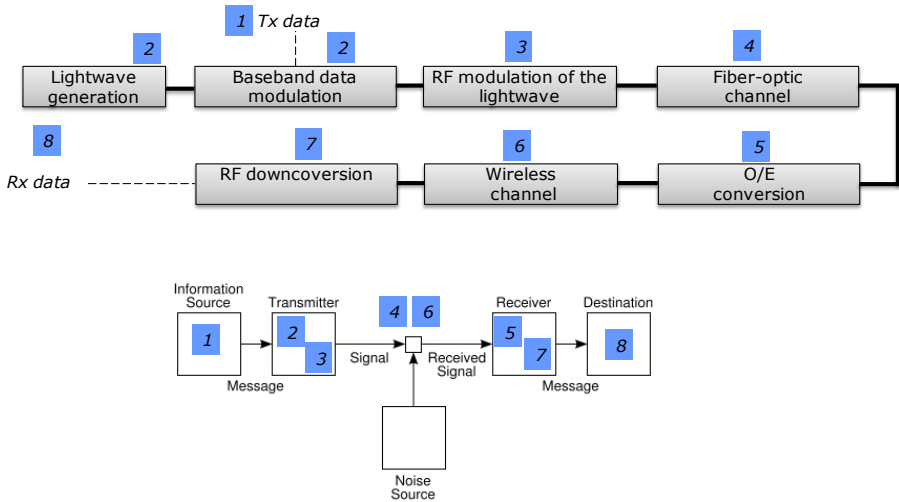 1 Tx data
2 2 3 4
Lightwave
generation
Baseband data
modulation
RF modulation of the
lightwave
Fiber-optic
channel
8 7 6 5
Rx data
RF downcoversion
Wireless
channel
O/E
conversion
Information
Source
Transmitter
4 6
Receiver
Destination
1
2
3
5
7
8
Signal
Received
Signal
Message
Message
Noise
Source